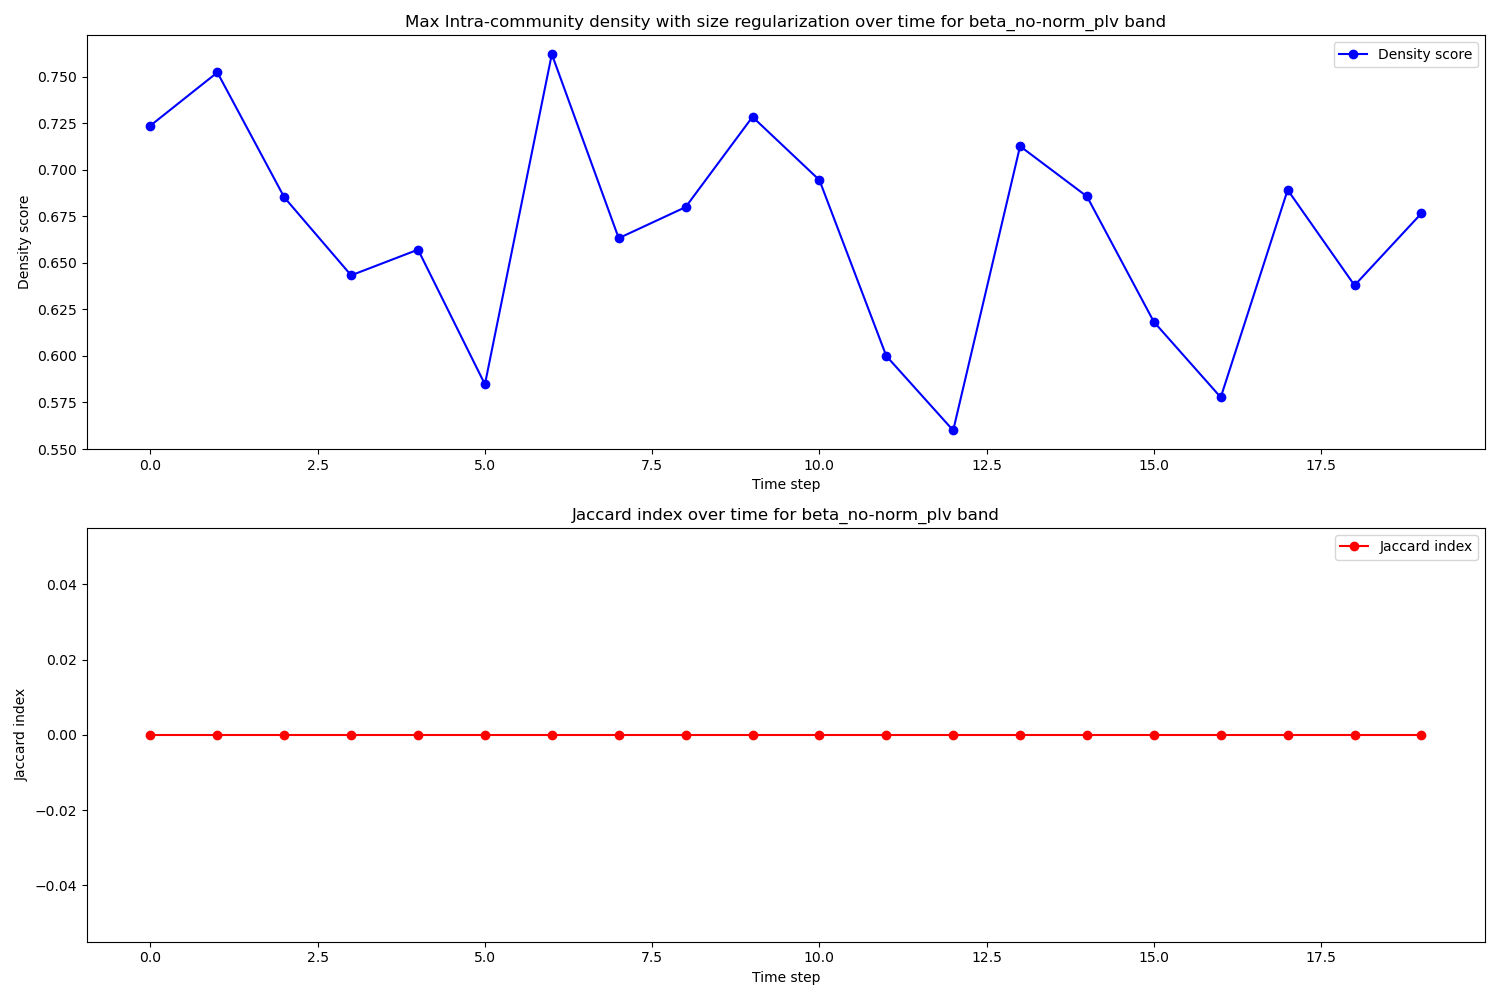 Max Intra-community density with size regularization over time for beta_no-norm_plv band
Density score
0.750
0.725
0.700
0.675
0.650
0.625
0.600
0.575
0.550
Density score
0.0 2.5 5.0 7.5 10.0 12.5 15.0 17.5
Time step
Jaccard index over time for beta_no-norm_plv band
Jaccard index
0.04
0.02
0.00
−0.02
−0.04
Jaccard index
0.0 2.5 5.0 7.5 10.0 12.5 15.0 17.5
Time step